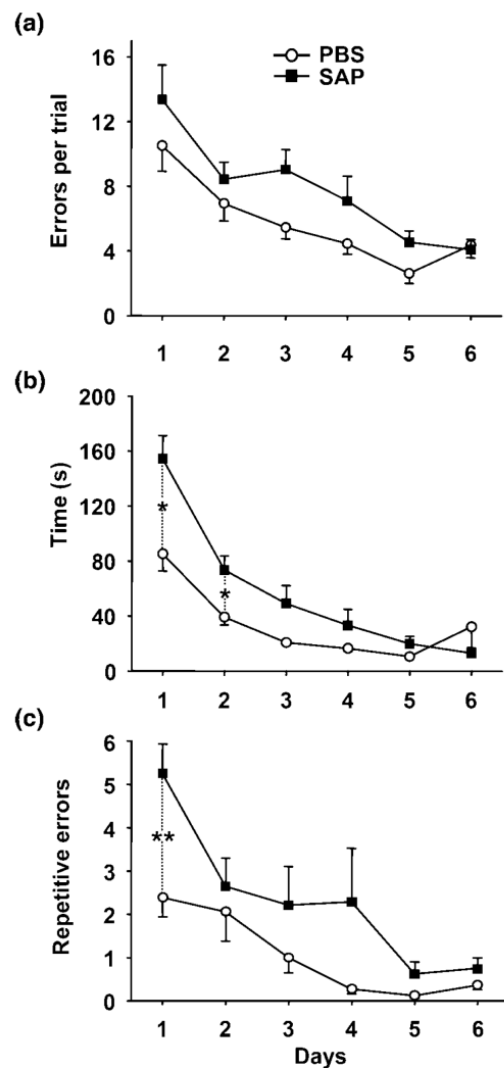 (a)
PBS
SAP
Errors per trial
16
12
8
4
0
1 2 3 4 5 6
(b)
Time (s)
200
160
120
80
40
0
*
*
1 2 3 4 5 6
(c)
Repetitive errors
6
5
4
3
2
1
0
**
1 2 3 4 5 6
Days